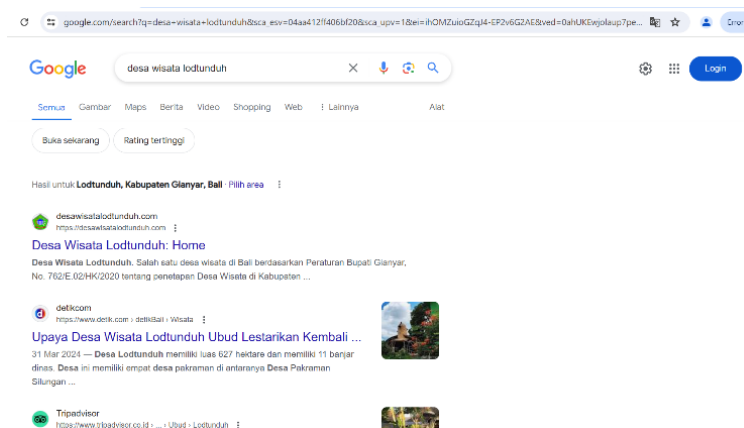 google.com/search?q=desa+wisata+lodtunduh&sca_esv=04aa412ff406bf20&sca_upv=1&ei=ihOMZuioGZqJ4-EP2v6G2AE&ved=0ahUKEwjolaup7pe...
Error
Google
desa wisata lodtunduh
Login
Semua Gambar Maps Berita Video Shopping Web Lainnya Alat
Buka sekarang Rating tertinggi
Hasil untuk Lodtunduh, Kabupaten Gianyar, Bali · Pilih area
desawisatalodtunduh.com
https://desawisatalodtunduh.com
Desa Wisata Lodtunduh: Home
Desa Wisata Lodtunduh. Salah satu desa wisata di Bali berdasarkan Peraturan Bupati Gianyar,
No. 762/E.02/HK/2020 tentang penetapan Desa Wisata di Kabupaten ...
detikcom
https://www.detik.com › detikBali › Wisata
Upaya Desa Wisata Lodtunduh Ubud Lestarikan Kembali ...
31 Mar 2024 — Desa Lodtunduh memiliki luas 627 hektare dan memiliki 11 banjar
dinas. Desa ini memiliki empat desa pakraman di antaranya Desa Pakraman
Silungan ...
Tripadvisor
https://www.tripadvisor.co.id › ... › Ubud › Lodtunduh